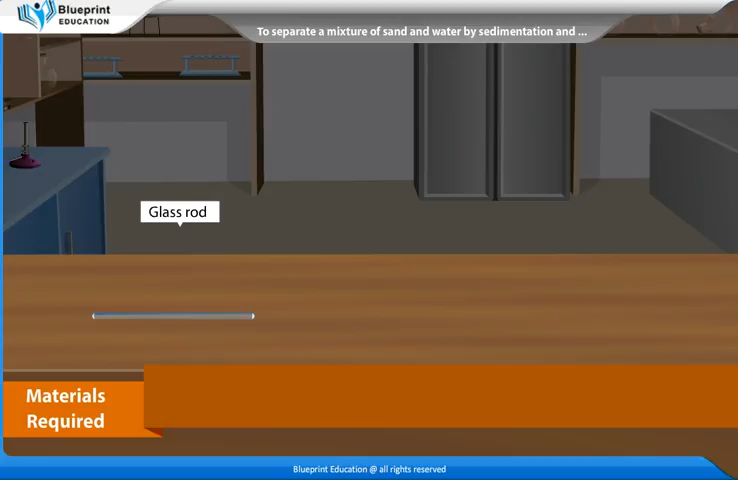 Blueprint
EDUCATION
To separate a mixture of sand and water by sedimentation and ...
Glass rod
Materials
Required
Blueprint Education @ all rights reserved